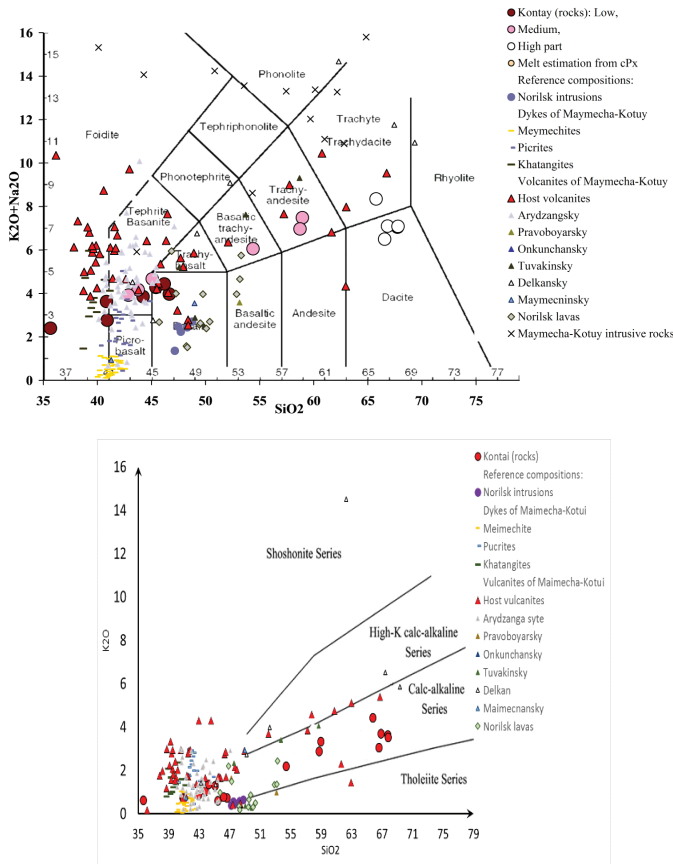 16
14
12
10
8
6
4
2
0
15
13
11
9
7
5
3
K2O+Na2O
Foidite
Phonolite
Tephriphonolite
Trachyte
Trachydacite
Rhyolite
Phonotephrite
Trachy-
andesite
Tephrite
Basanite
Basaltic
trachy-
andesite
Trachy-
basalt
Picro-
basalt
Basaltic
andesite
Andesite
Dacite
37
41
45
49
53
57
61
65
69
73
77
35
40
45
50
55
60
65
70
75
SiO2
Kontay (rocks): Low,
Medium,
High part
Melt estimation from cPx
Reference compositions:
Norilsk intrusions
Dykes of Maymecha-Kotuy
Meymechites
Picrites
Khatangites
Volcanites of Maymecha-Kotuy
Host volcanites
Arydzangsky
Pravoboyarsky
Onkunchansky
Tuvakinsky
Delkansky
Maymecninsky
Norilsk lavas
Maymecha-Kotuy intrusive rocks
16
14
12
10
8
6
4
2
0
K2O
Shoshonite Series
High-K calc-alkaline
Series
Calc-alkaline
Series
Tholeiite Series
35
39
43
47
51
55
59
63
67
71
75
79
SiO2
Kontai (rocks)
Reference compositions:
Norilsk intrusions
Dykes of Maimecha-Kotui
Meimechite
Pucrites
Khatangites
Vulcanites of Maimecha-Kotui
Host vulcanites
Arydzanga syte
Pravoboyarsky
Onkunchansky
Tuvakinsky
Delkan
Maimecnansky
Norilsk lavas